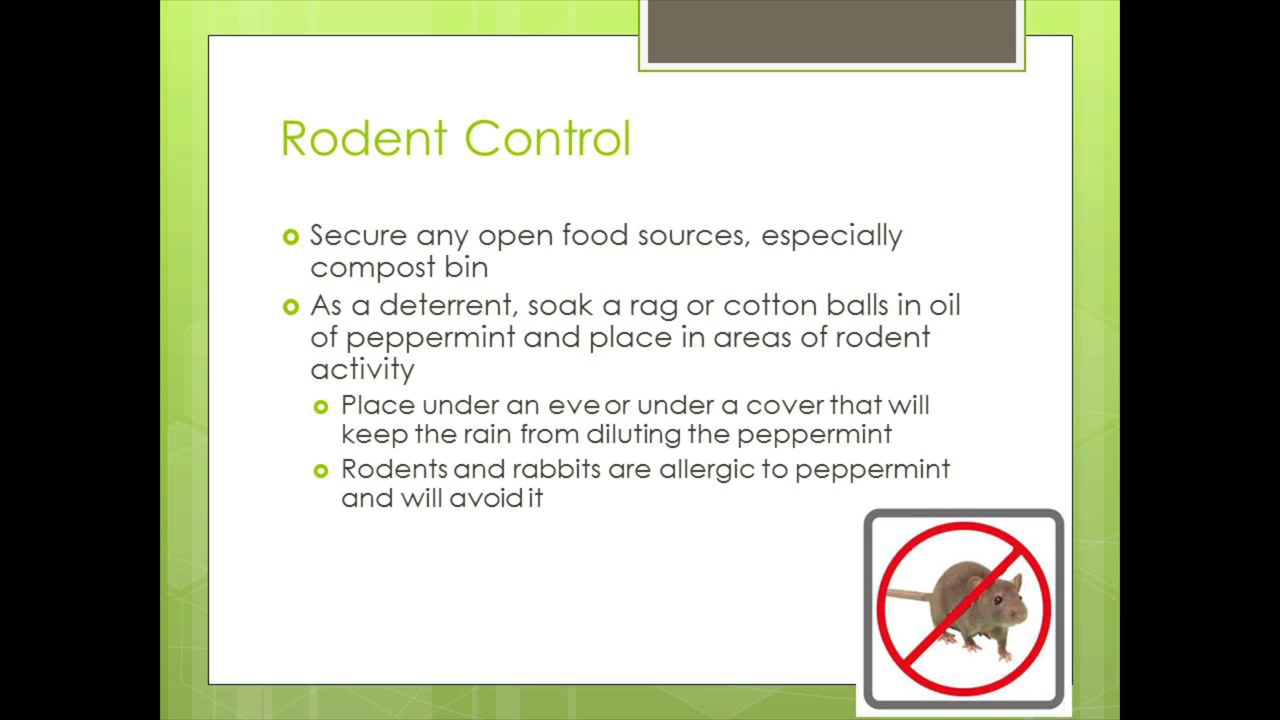 Rodent Control
Secure any open food sources, especially
compost bin
As a deterrent, soak a rag or cotton balls in oil
of peppermint and place in areas of rodent
activity
Place under an eve or under a cover that will
keep the rain from diluting the peppermint
Rodents and rabbits are allergic to peppermint
and will avoid it